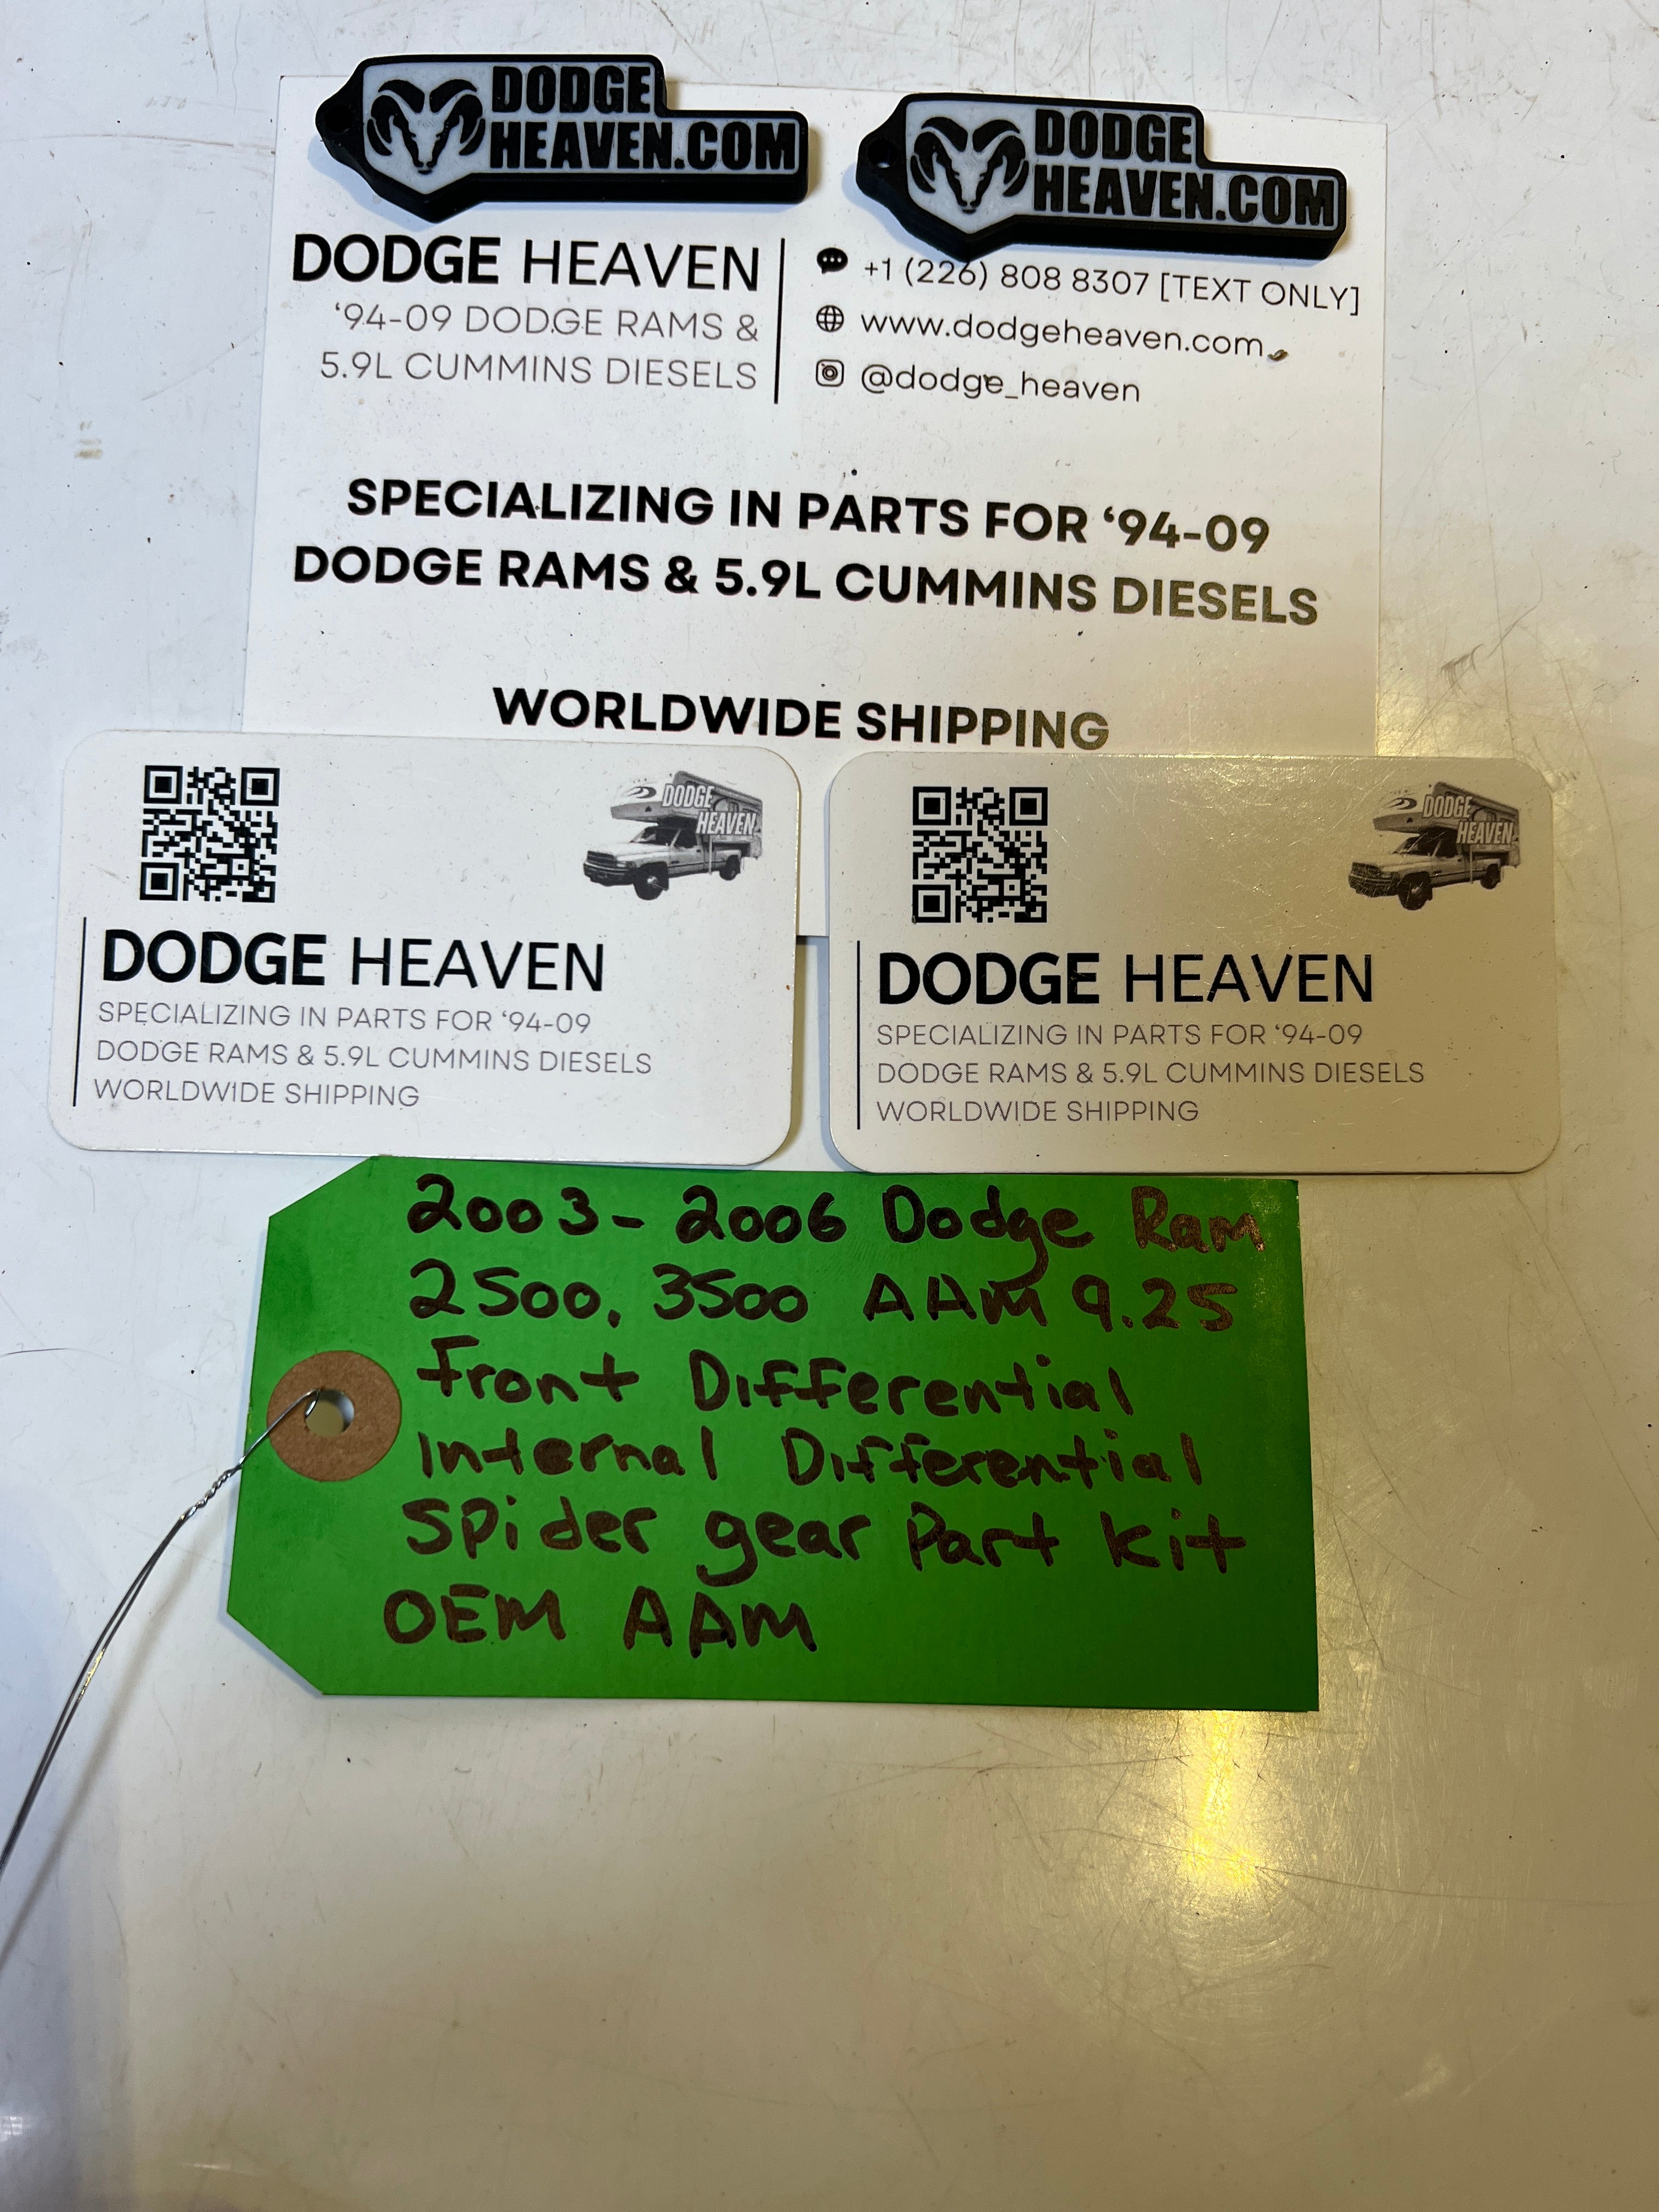 DODGE
HEAVEN.COM
DODGE
HEAVEN.COM
DODGE HEAVEN
‘94-09 DODGE RAMS &
5.9L CUMMINS DIESELS
+1 (226) 808 8307 [TEXT ONLY]
www.dodgeheaven.com
@dodge_heaven
SPECIALIZING IN PARTS FOR ‘94-09
DODGE RAMS & 5.9L CUMMINS DIESELS
WORLDWIDE SHIPPING
DODGE
HEAVEN
DODGE HEAVEN
SPECIALIZING IN PARTS FOR ‘94-09
DODGE RAMS & 5.9L CUMMINS DIESELS
WORLDWIDE SHIPPING
DODGE
HEAVEN
DODGE HEAVEN
SPECIALIZING IN PARTS FOR ‘94-09
DODGE RAMS & 5.9L CUMMINS DIESELS
WORLDWIDE SHIPPING
2003-2006 Dodge Ram
2500, 3500 AAM 9.25
Front Differential
Internal Differential
Spider gear Part Kit
OEM AAM